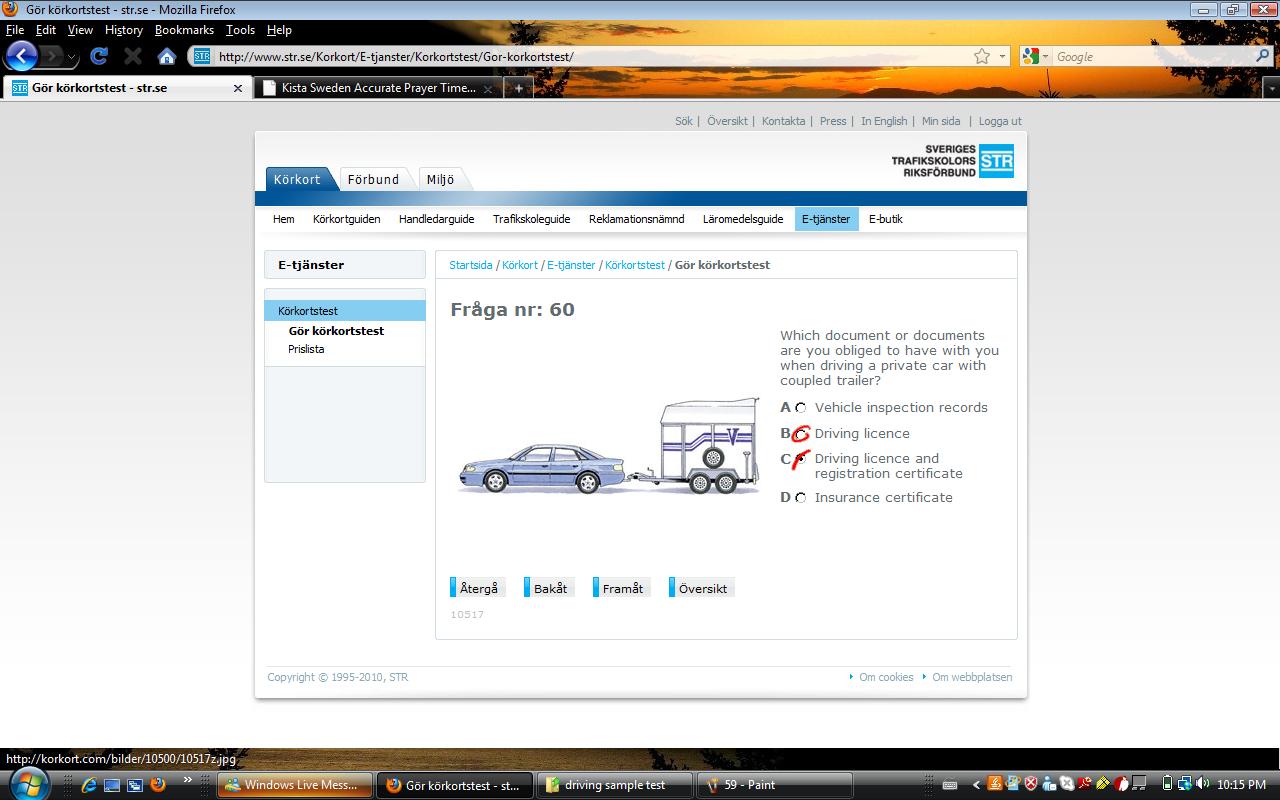 Gör körkortstest - str.se - Mozilla Firefox
File Edit View History Bookmarks Tools Help
STR http://www.str.se/Korkort/E-tjanster/Korkortstest/Gor-korkortstest/ Google
STR Gör körkortstest - str.se Kista Sweden Accurate Prayer Time...
Sök | Översikt | Kontakta | Press | In English | Min sida | Logga ut
SVERIGES
TRAFIKSKOLORS STR
RIKSFÖRBUND
Körkort Förbund Miljö
Hem Körkortguiden Handledarguide Trafikskoleguide Reklamationsnämnd Läromedelsguide E-tjänster E-butik
E-tjänster
Körkortstest
Gör körkortstest
Prislista
Startsida / Körkort / E-tjänster / Körkortstest / Gör körkortstest
Fråga nr: 60
Which document or documents
are you obliged to have with you
when driving a private car with
coupled trailer?
A Vehicle inspection records
B Driving licence
C Driving licence and
registration certificate
D Insurance certificate
V
Återgå Bakåt Framåt Översikt
10517
Copyright © 1995-2010, STR Om cookies Om webbplatsen
http://korkort.com/bilder/10500/10517z.jpg
Windows Live Mess... Gör körkortstest - st... driving sample test 59 - Paint 10:15 PM